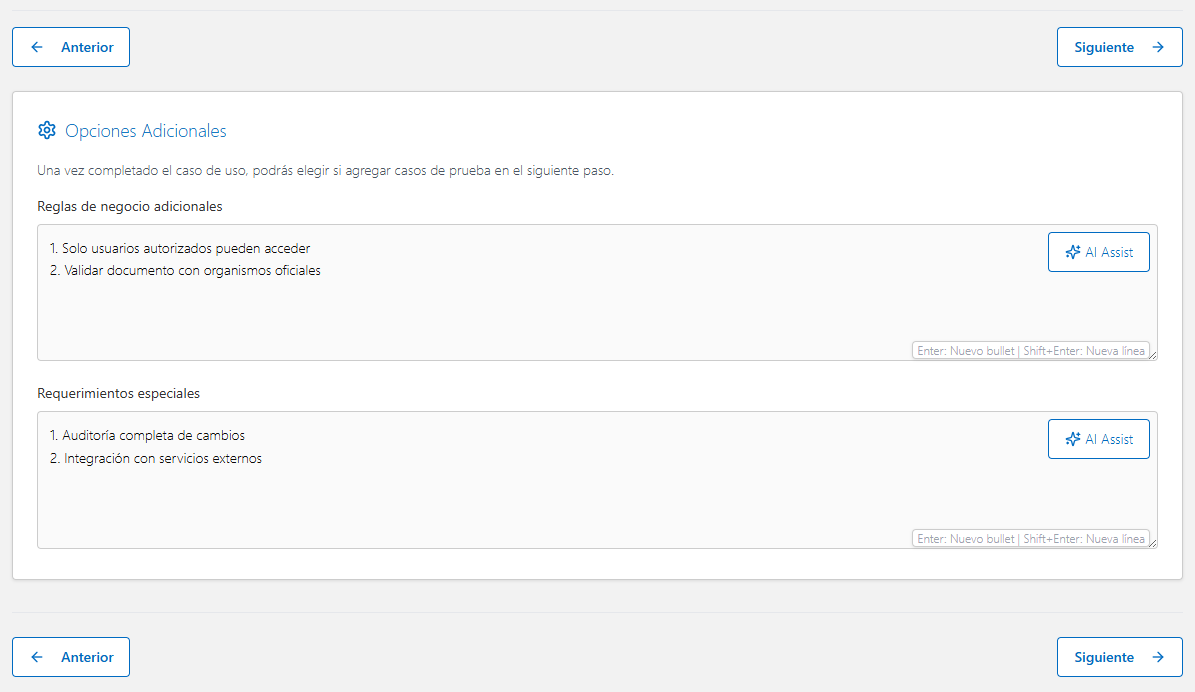 Anterior
Siguiente
Opciones Adicionales
Una vez completado el caso de uso, podrás elegir si agregar casos de prueba en el siguiente paso.
Reglas de negocio adicionales
1. Solo usuarios autorizados pueden acceder
2. Validar documento con organismos oficiales
AI Assist
Enter: Nuevo bullet | Shift+Enter: Nueva línea
Requerimientos especiales
1. Auditoría completa de cambios
2. Integración con servicios externos
AI Assist
Enter: Nuevo bullet | Shift+Enter: Nueva línea
Anterior
Siguiente